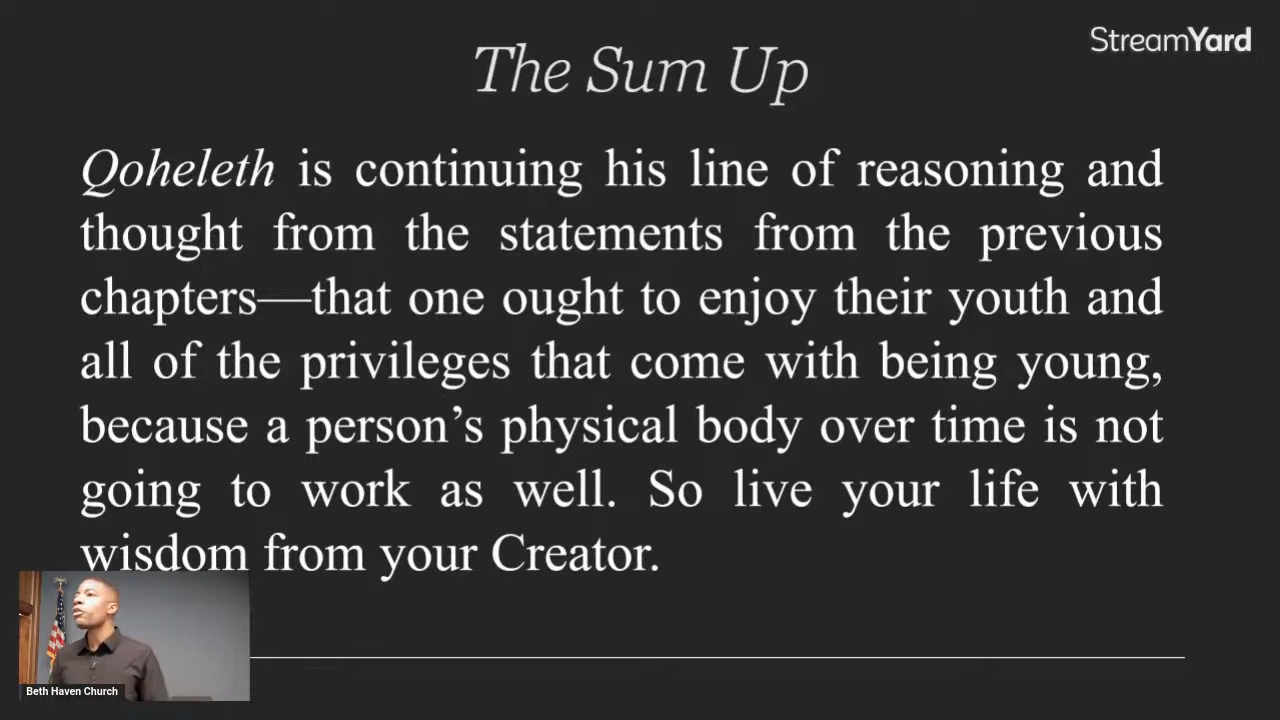 The Sum Up
StreamYard
Qoheleth is continuing his line of reasoning and
thought from the statements from the previous
chapters—that one ought to enjoy their youth and
all of the privileges that come with being young,
because a person’s physical body over time is not
going to work as well. So live your life with
wisdom from your Creator.
Beth Haven Church